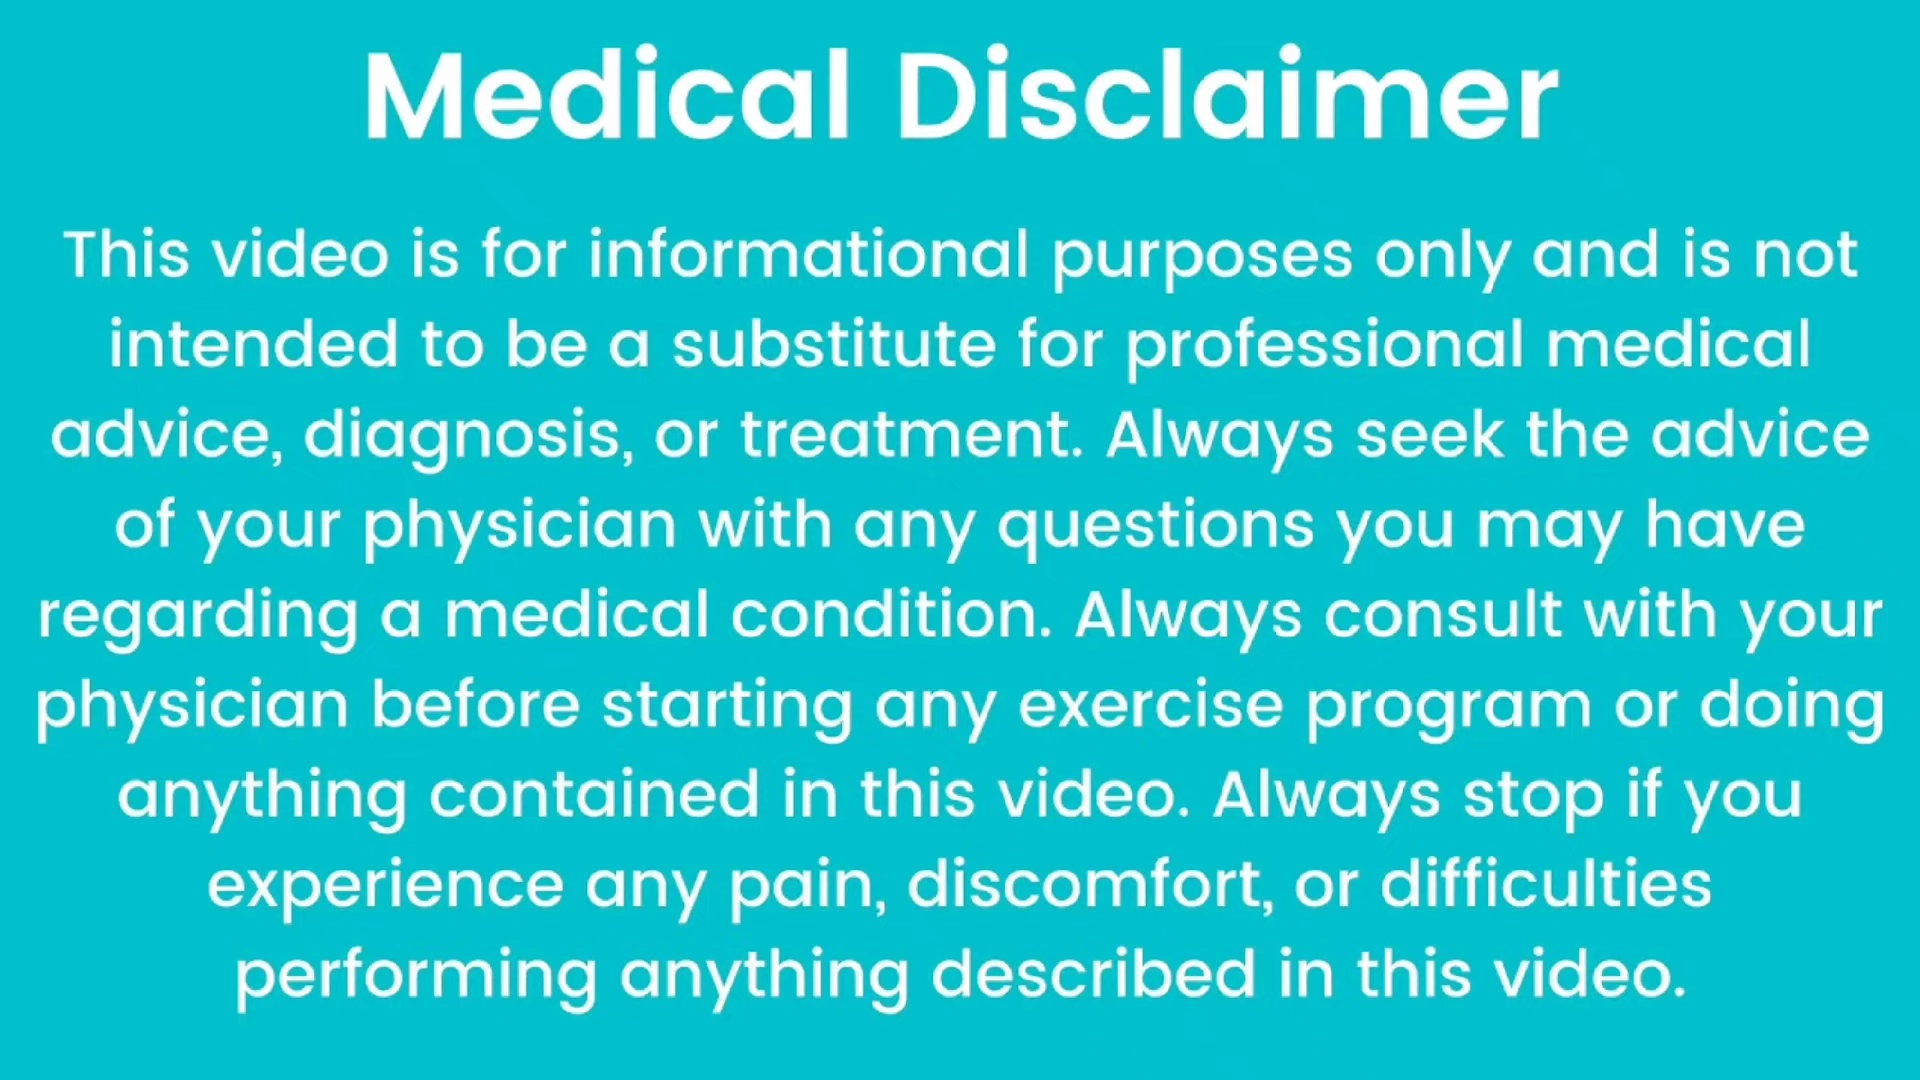 Medical Disclaimer
This video is for informational purposes only and is not
intended to be a substitute for professional medical
advice, diagnosis, or treatment. Always seek the advice
of your physician with any questions you may have
regarding a medical condition. Always consult with your
physician before starting any exercise program or doing
anything contained in this video. Always stop if you
experience any pain, discomfort, or difficulties
performing anything described in this video.